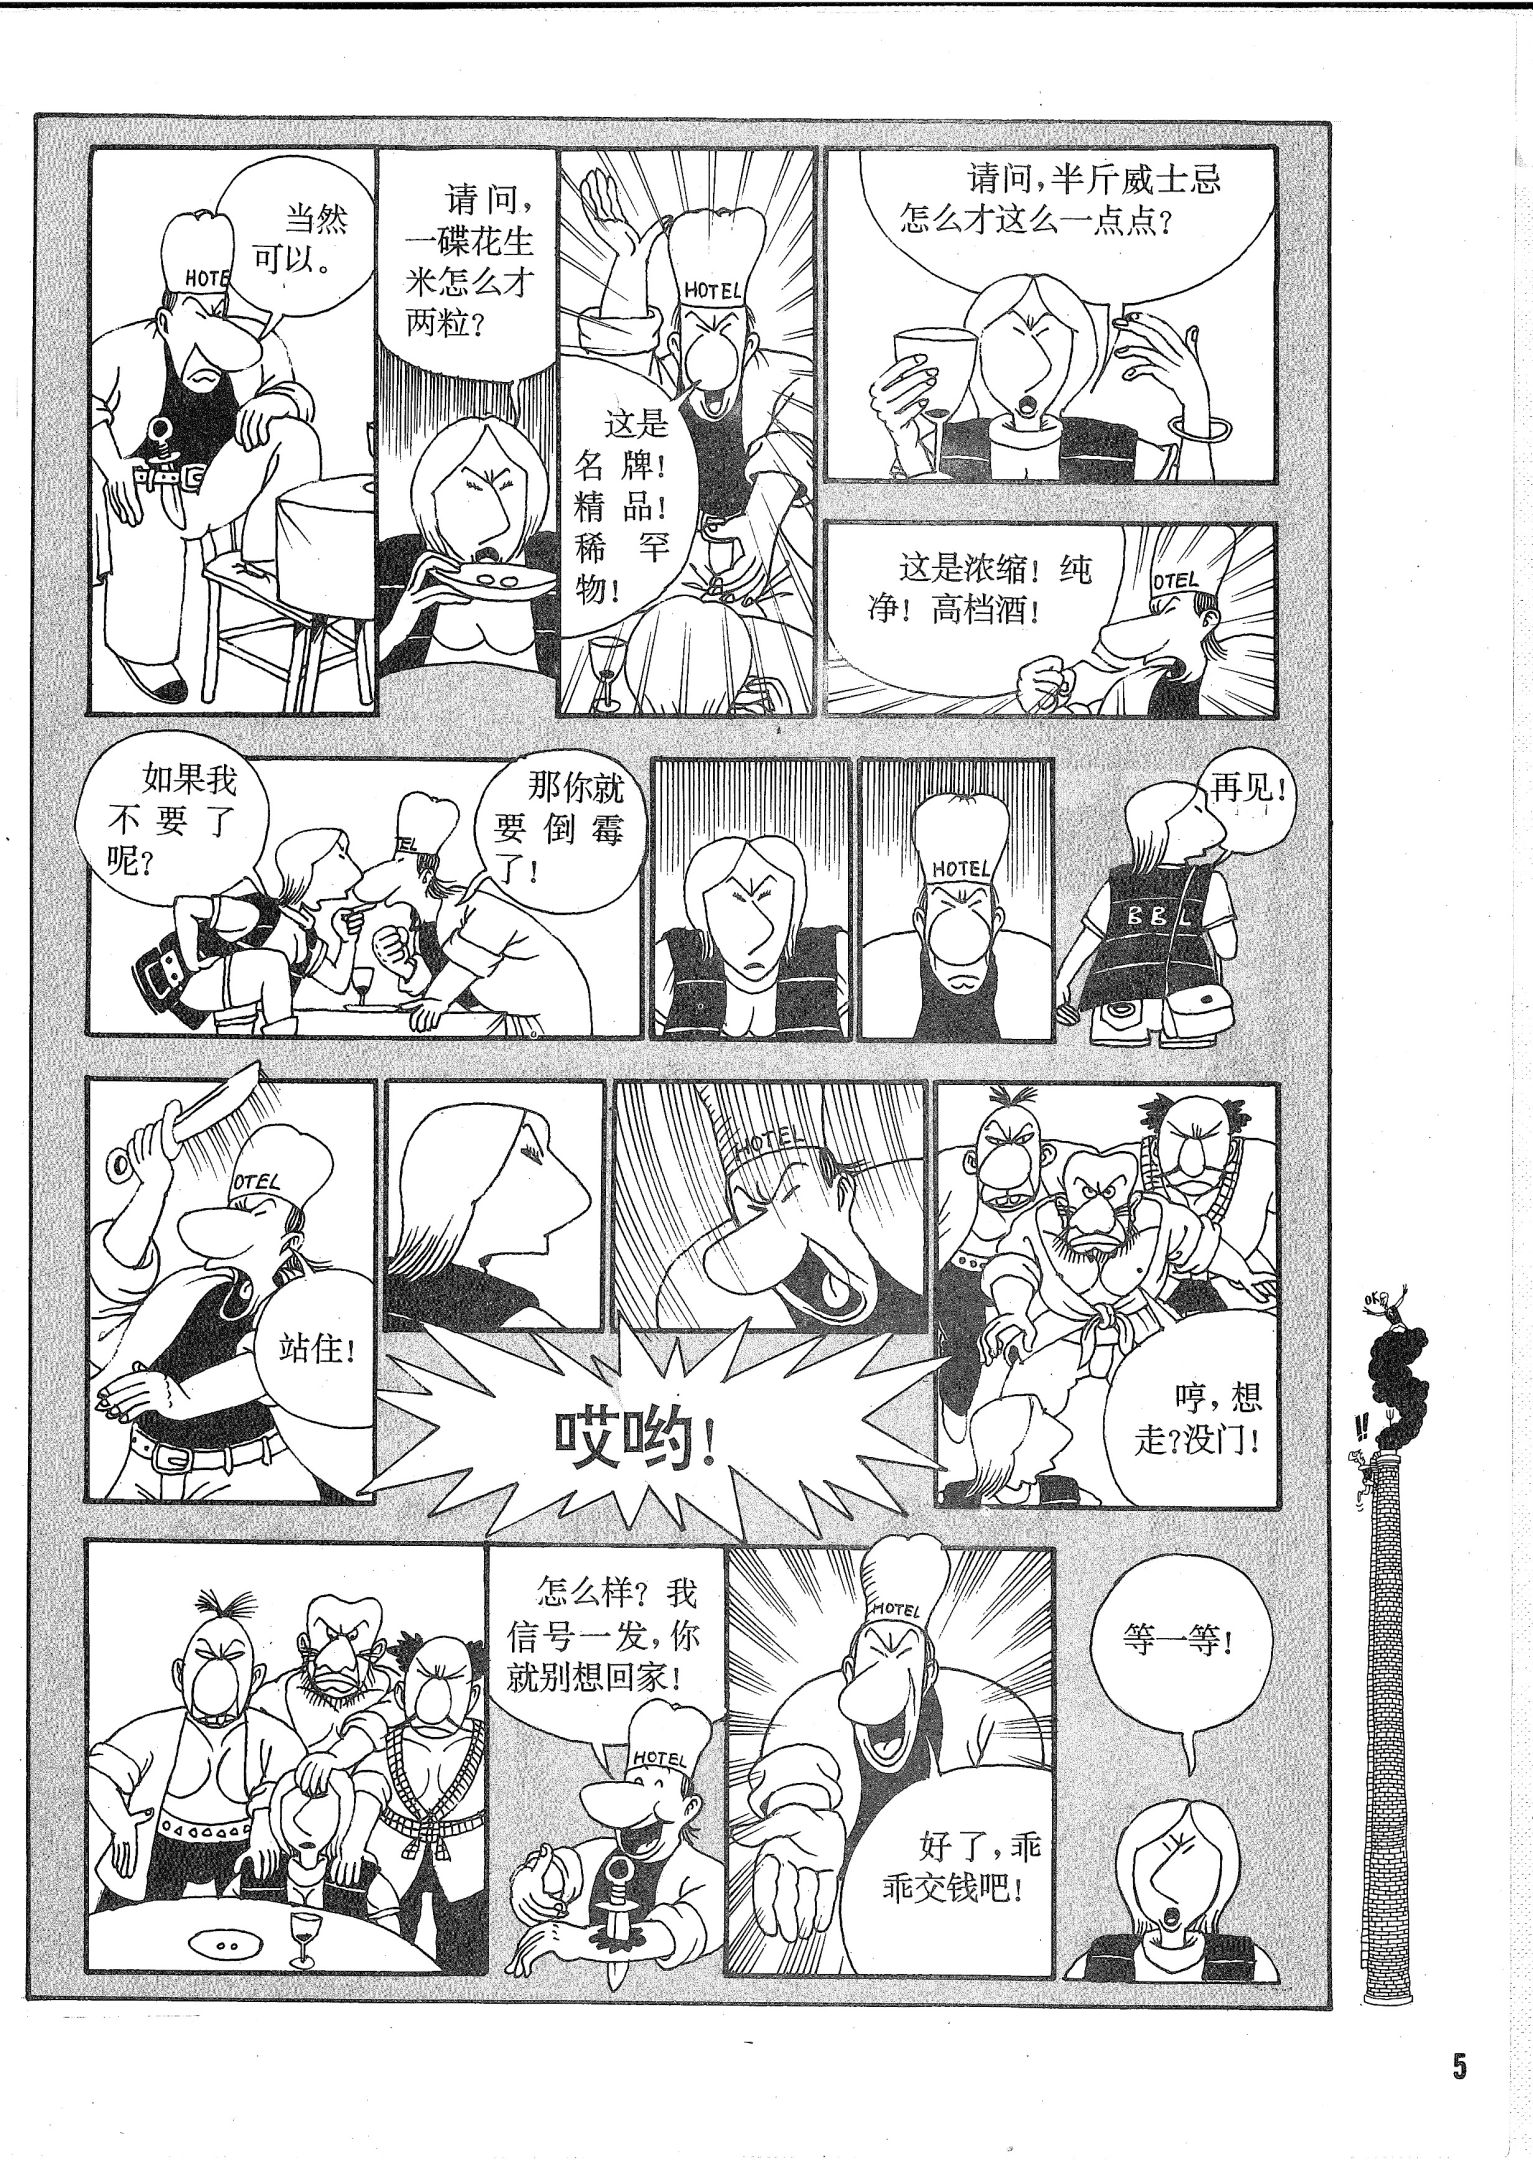 当然
可以。
HOTE
请问，
一碟花生
米怎么才
两粒？
HOTEL
这是
名牌！
精品！
稀罕
物！
请问，半斤威士忌
怎么才这么一点点？
这是浓缩！纯
净！高档酒！
OTEL
如果我
不要了
呢？
TEL
那你就
要倒霉
了！
HOTEL
再见！
BBL
OTEL
站住！
HOTEL
哎哟！
哼，想
走？没门！
怎么样？我
信号一发，你
就别想回家！
HOTEL
HOTEL
好了，乖
乖交钱吧！
等一等！
!!
5